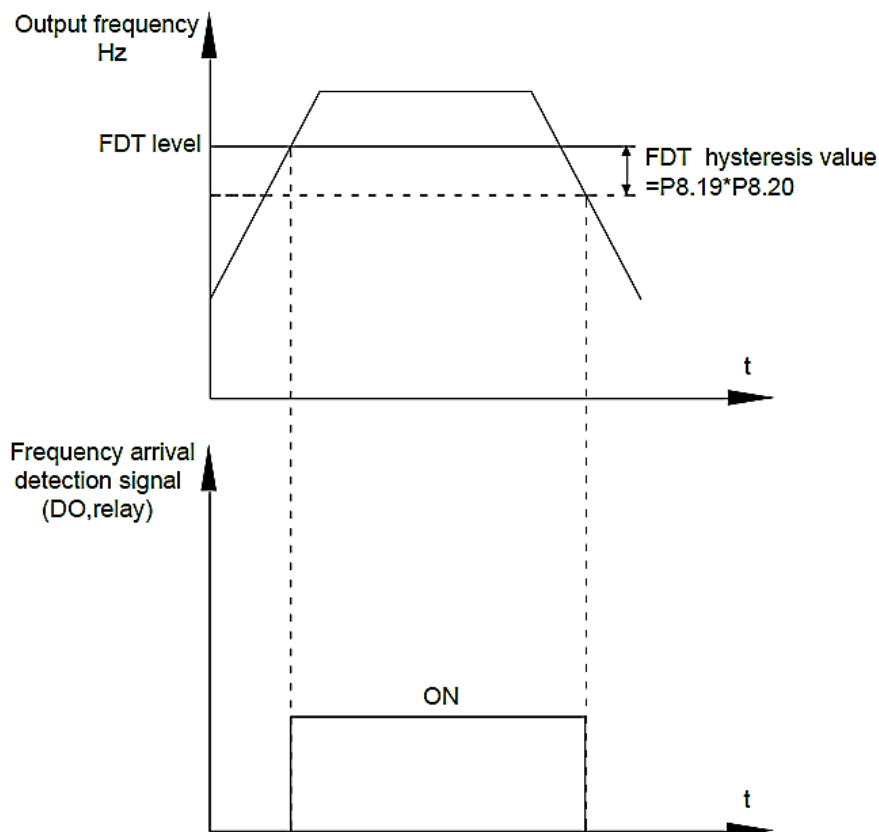 Output frequency
Hz
FDT level
FDT hysteresis value
=P8.19*P8.20
t
Frequency arrival
detection signal
(DO,relay)
ON
t